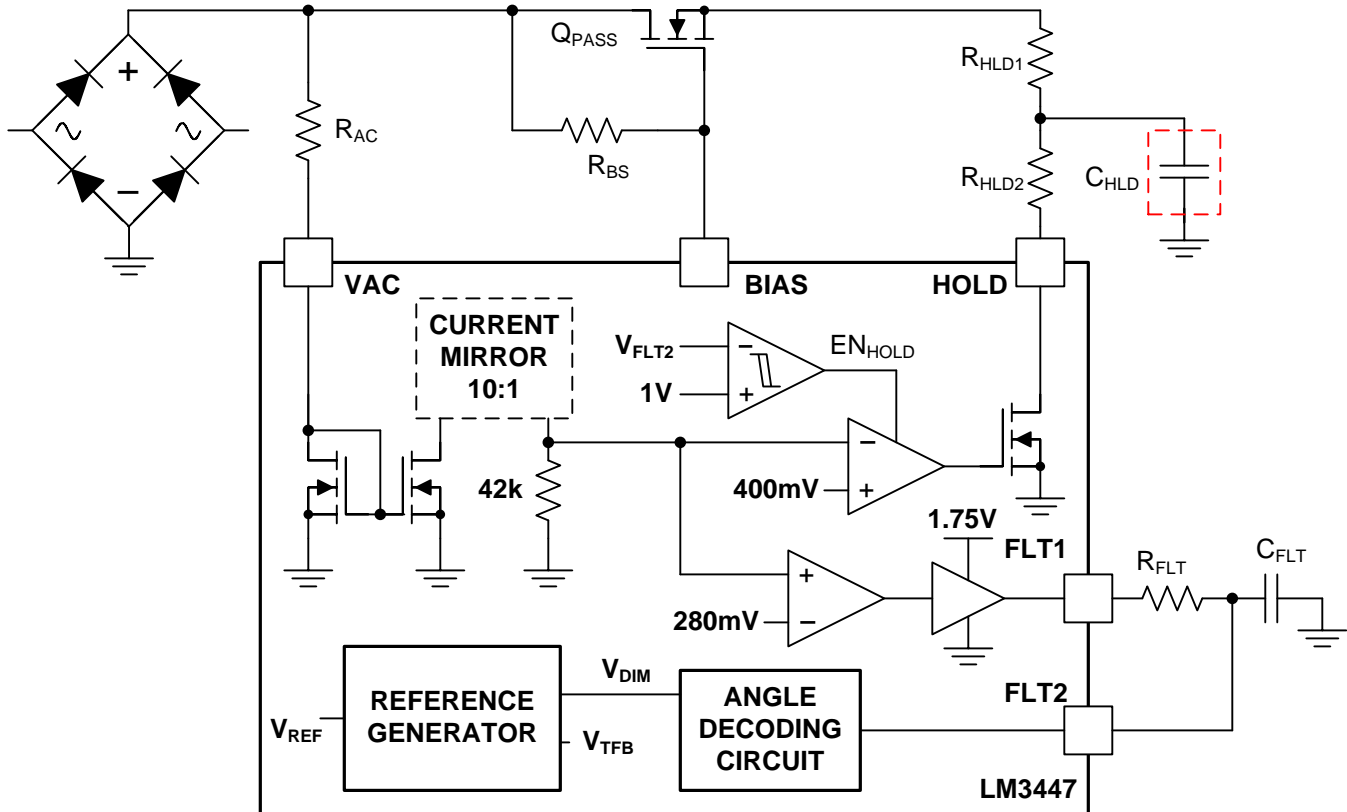 +
−
Q_PASS
R_AC
R_BS
R_HLD1
R_HLD2
C_HLD
VAC
BIAS
HOLD
CURRENT
MIRROR
10:1
V_FLT2
−
1V
+
EN_HOLD
42k
−
400mV
+
1.75V
FLT1
R_FLT
C_FLT
+
280mV
−
V_REF
REFERENCE
GENERATOR
V_DIM
V_TFB
ANGLE
DECODING
CIRCUIT
FLT2
LM3447